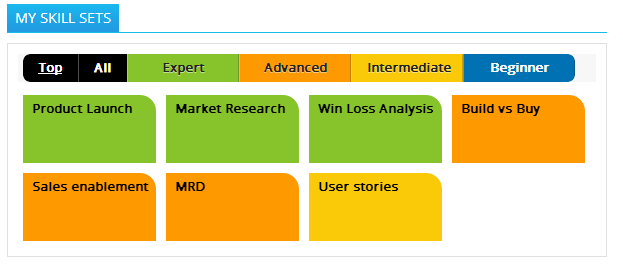 MY SKILL SETS
Top All Expert Advanced Intermediate Beginner
Product Launch Market Research Win Loss Analysis Build vs Buy
Sales enablement MRD User stories